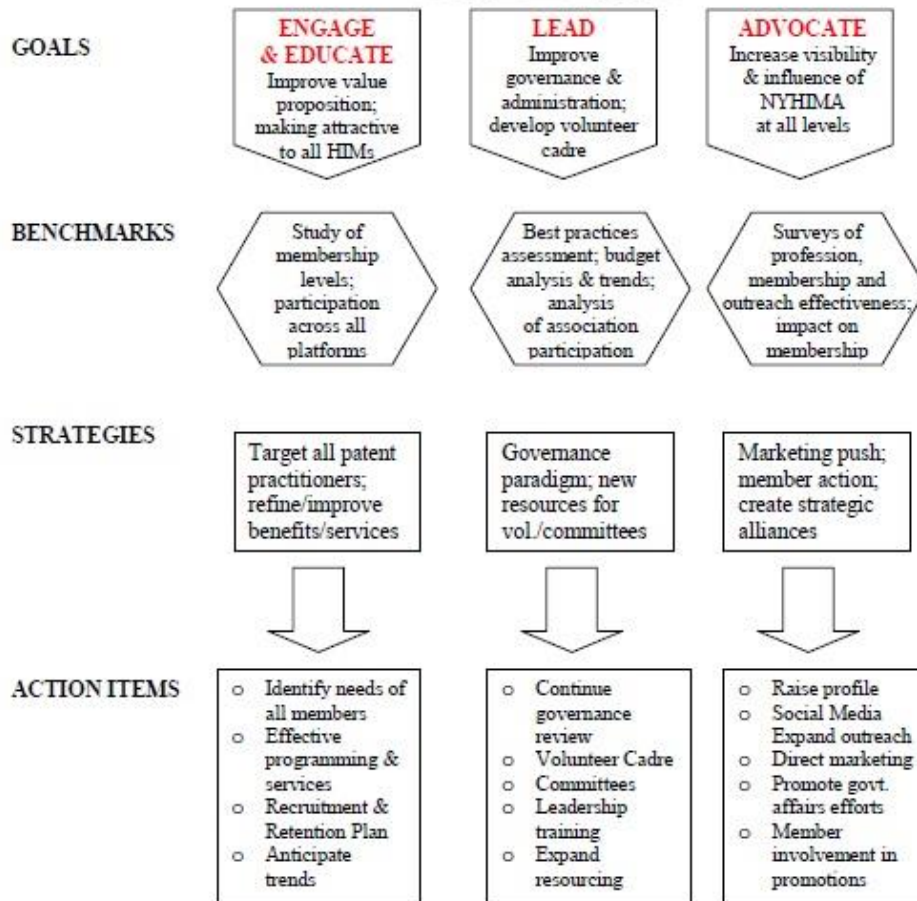 GOALS
ENGAGE
& EDUCATE
Improve value
proposition;
making attractive
to all HIMs
LEAD
Improve
governance &
administration;
develop volunteer
cadre
ADVOCATE
Increase visibility
& influence of
NYHIMA
at all levels
BENCHMARKS
Study of
membership
levels;
participation
across all
platforms
Best practices
assessment; budget
analysis & trends;
analysis
of association
participation
Surveys of
profession,
membership and
outreach effectiveness;
impact on
membership
STRATEGIES
Target all patent
practitioners;
refine/improve
benefits/services
Governance
paradigm; new
resources for
vol./committees
Marketing push;
member action;
create strategic
alliances
ACTION ITEMS
o Identify needs of
all members
o Effective
programming &
services
o Recruitment &
Retention Plan
o Anticipate
trends
o Continue
governance
review
o Volunteer Cadre
o Committees
o Leadership
training
o Expand
resourcing
o Raise profile
o Social Media
Expand outreach
o Direct marketing
o Promote govt.
affairs efforts
o Member
involvement in
promotions